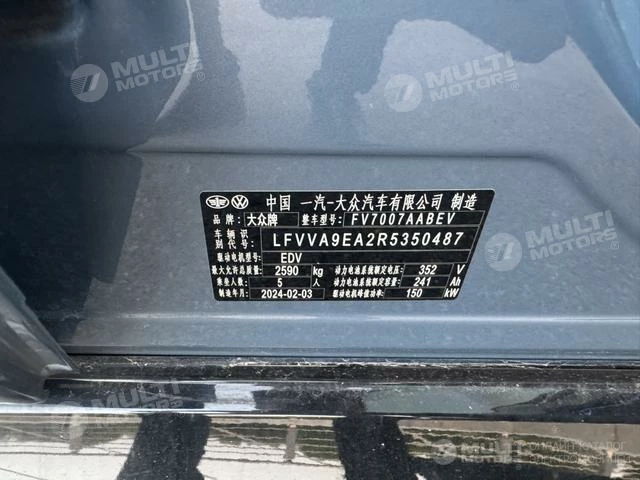 中国 一汽-大众汽车有限公司 制造
品牌 大众牌 整车型号 FV7007AABEV
车辆识别代号 LFVVA9EA2R5350487
驱动电机型号 EDV
最大允许总质量 2590 kg 动力电池系统额定电压 352 V
乘坐人数 5 人 动力电池系统额定容量 241 Ah
制造年月 2024-02-03 驱动电机峰值功率 150 kW
MULTI MOTORS
MULTI MOTORS
MULTI MOTORS
MULTI MOTORS
MULTI